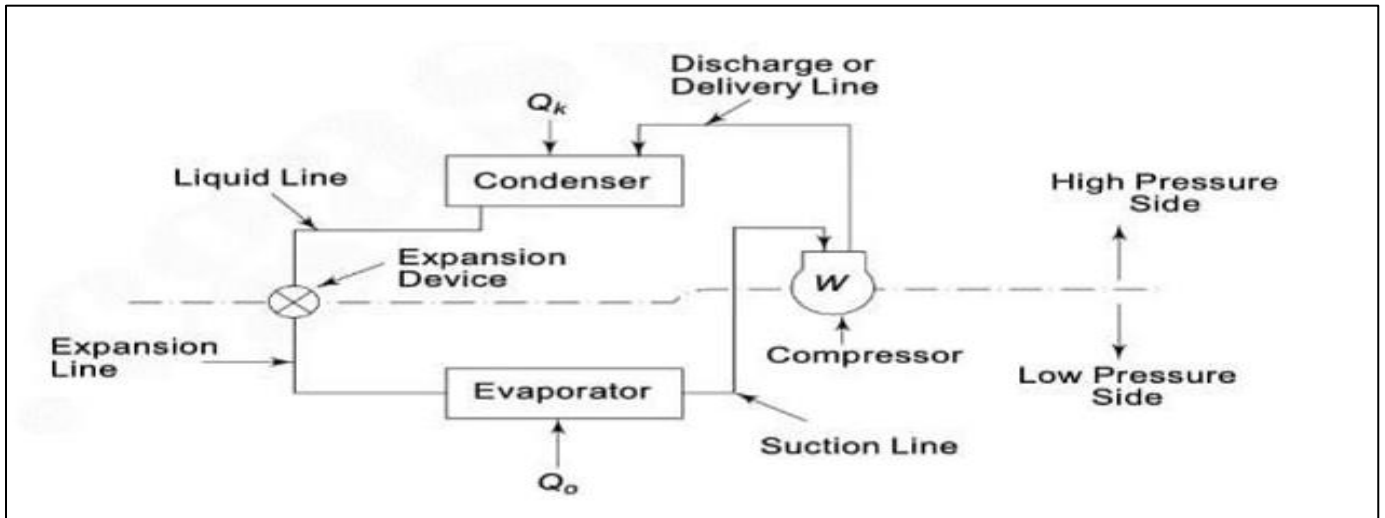 Discharge or
Delivery Line
Qk
Liquid Line
Condenser
High Pressure
Side
Expansion
Device
W
Expansion
Line
Compressor
Low Pressure
Side
Evaporator
Suction Line
Qo